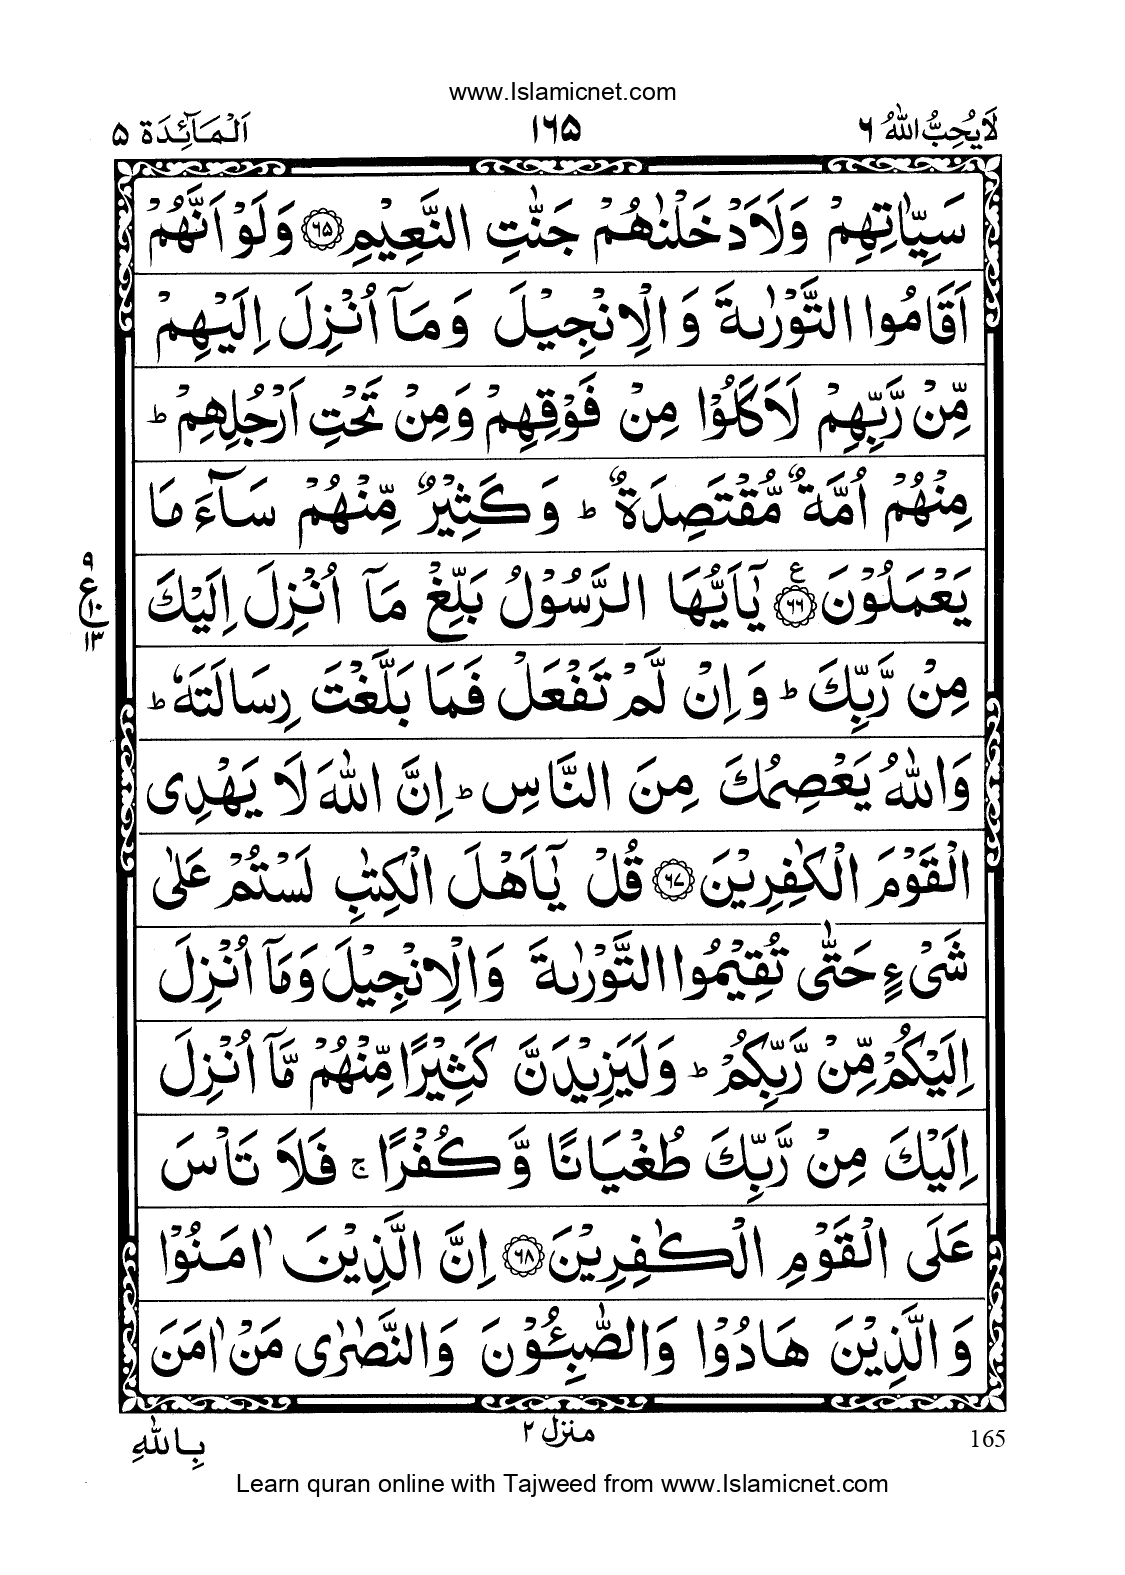 www.Islamicnet.com
لَا يُحِبُّ اللّٰهُ ٦ ١٦٥ اَلْمَآئِدَة ٥
سَيِّاٰتِهِمْ وَلَاَدْخَلْنٰهُمْ جَنّٰتِ النَّعِيْمِ ﴿٦٥﴾ وَلَوْ اَنَّهُمْ
اَقَامُوا التَّوْرٰىةَ وَالْاِنْجِيْلَ وَمَآ اُنْزِلَ اِلَيْهِمْ
مِّنْ رَّبِّهِمْ لَاَكَلُوْا مِنْ فَوْقِهِمْ وَمِنْ تَحْتِ اَرْجُلِهِمْ ؕ
مِنْهُمْ اُمَّةٌ مُّقْتَصِدَةٌ ؕ وَكَثِيْرٌ مِّنْهُمْ سَآءَ مَا
يَعْمَلُوْنَ ﴿٦٦﴾ ع يٰٓاَيُّهَا الرَّسُوْلُ بَلِّغْ مَآ اُنْزِلَ اِلَيْكَ
٩
ع
١٠
١٣
مِنْ رَّبِّكَ ؕ وَاِنْ لَّمْ تَفْعَلْ فَمَا بَلَّغْتَ رِسَالَتَهٗ ؕ
وَاللّٰهُ يَعْصِمُكَ مِنَ النَّاسِ ؕ اِنَّ اللّٰهَ لَا يَهْدِى
الْقَوْمَ الْكٰفِرِيْنَ ﴿٦٧﴾ قُلْ يٰٓاَهْلَ الْكِتٰبِ لَسْتُمْ عَلٰى
شَىْءٍ حَتّٰى تُقِيْمُوا التَّوْرٰىةَ وَالْاِنْجِيْلَ وَمَآ اُنْزِلَ
اِلَيْكُمْ مِّنْ رَّبِّكُمْ ؕ وَلَيَزِيْدَنَّ كَثِيْرًا مِّنْهُمْ مَّآ اُنْزِلَ
اِلَيْكَ مِنْ رَّبِّكَ طُغْيَانًا وَّكُفْرًا ۚ فَلَا تَاْسَ
عَلَى الْقَوْمِ الْكٰفِرِيْنَ ﴿٦٨﴾ اِنَّ الَّذِيْنَ اٰمَنُوْا
وَالَّذِيْنَ هَادُوْا وَالصّٰبِئُوْنَ وَالنَّصٰرٰى مَنْ اٰمَنَ
165 منزل ٢ بِاللّٰهِ
Learn quran online with Tajweed from www.Islamicnet.com